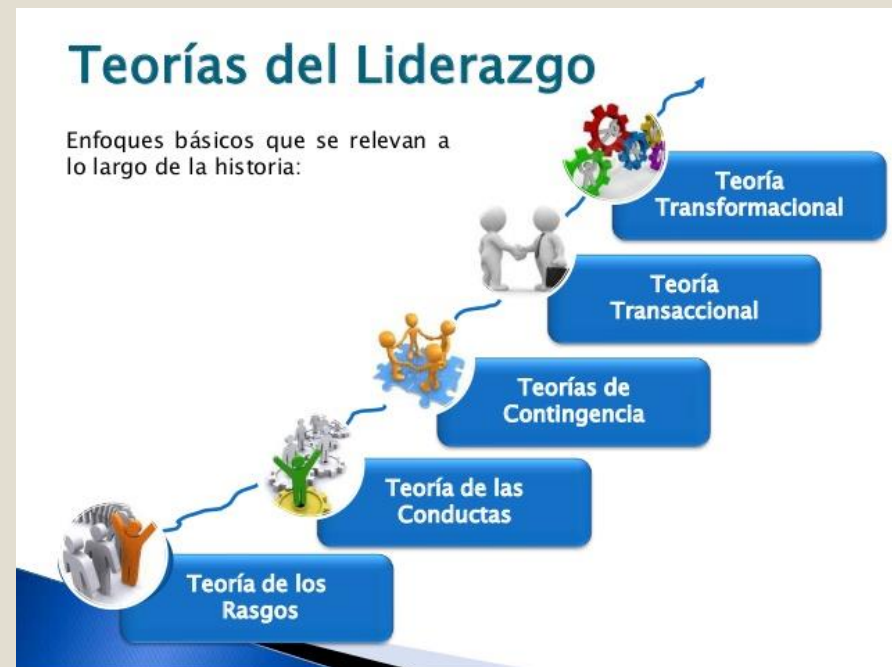 Teorías del Liderazgo
Enfoques básicos que se relevan a
lo largo de la historia:
Teoría
Transformacional
Teoría
Transaccional
Teorías de
Contingencia
Teoría de las
Conductas
Teoría de los
Rasgos